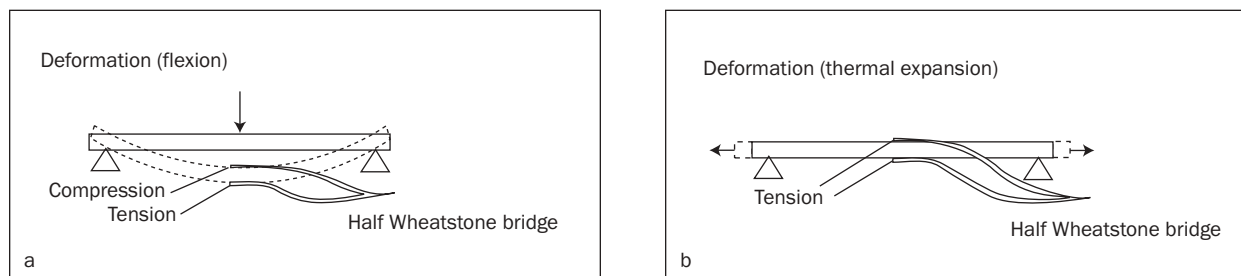 Deformation (flexion)
Compression
Tension
Half Wheatstone bridge
a
Deformation (thermal expansion)
Tension
Half Wheatstone bridge
b